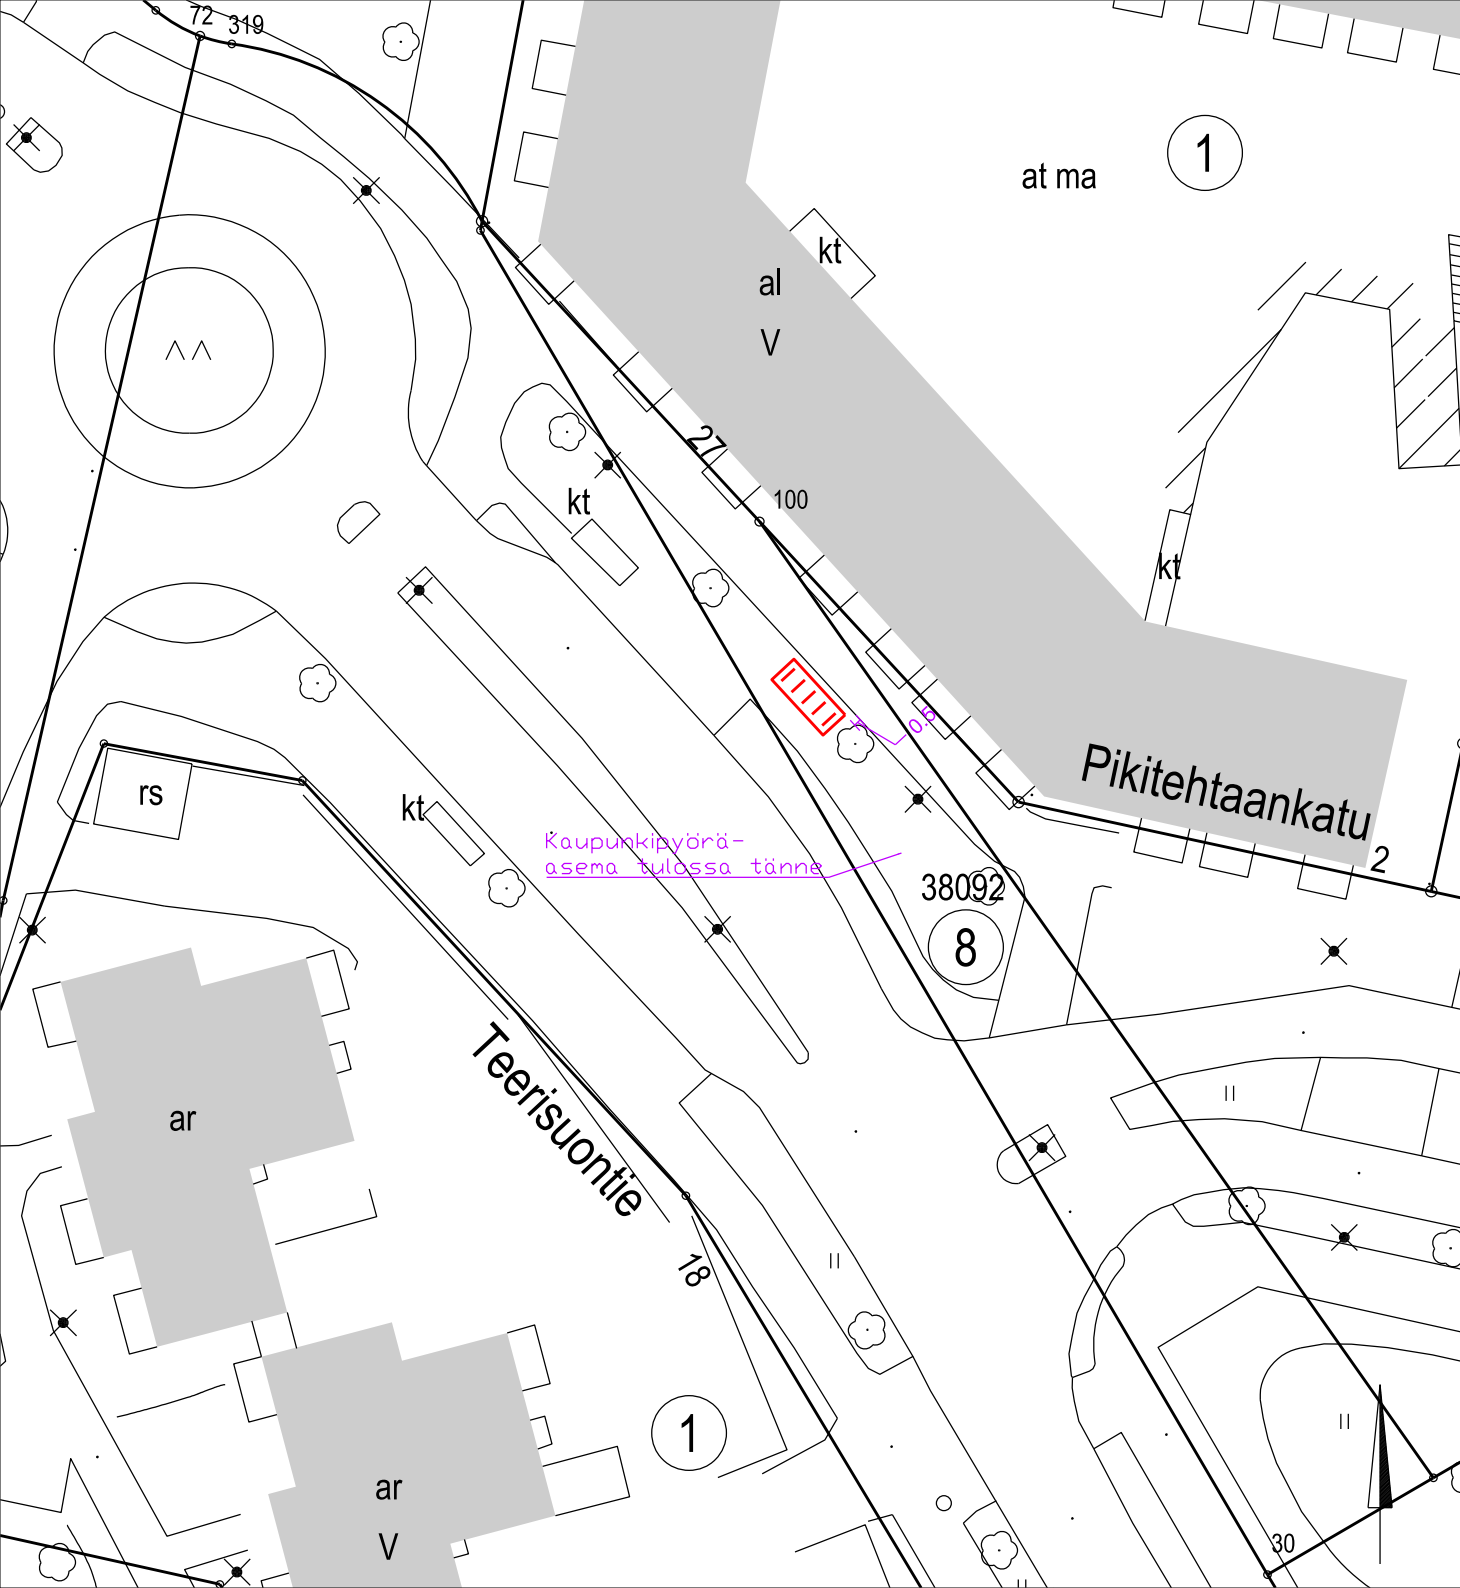 72
319
1
at ma
kt
al
V
27
100
kt
kt
0.5
Pikitehtaankatu
2
rs
kt
Kaupunkipyörä-
asema tulossa tänne
38092
8
ar
Teerisuontie
18
1
ar
V
30